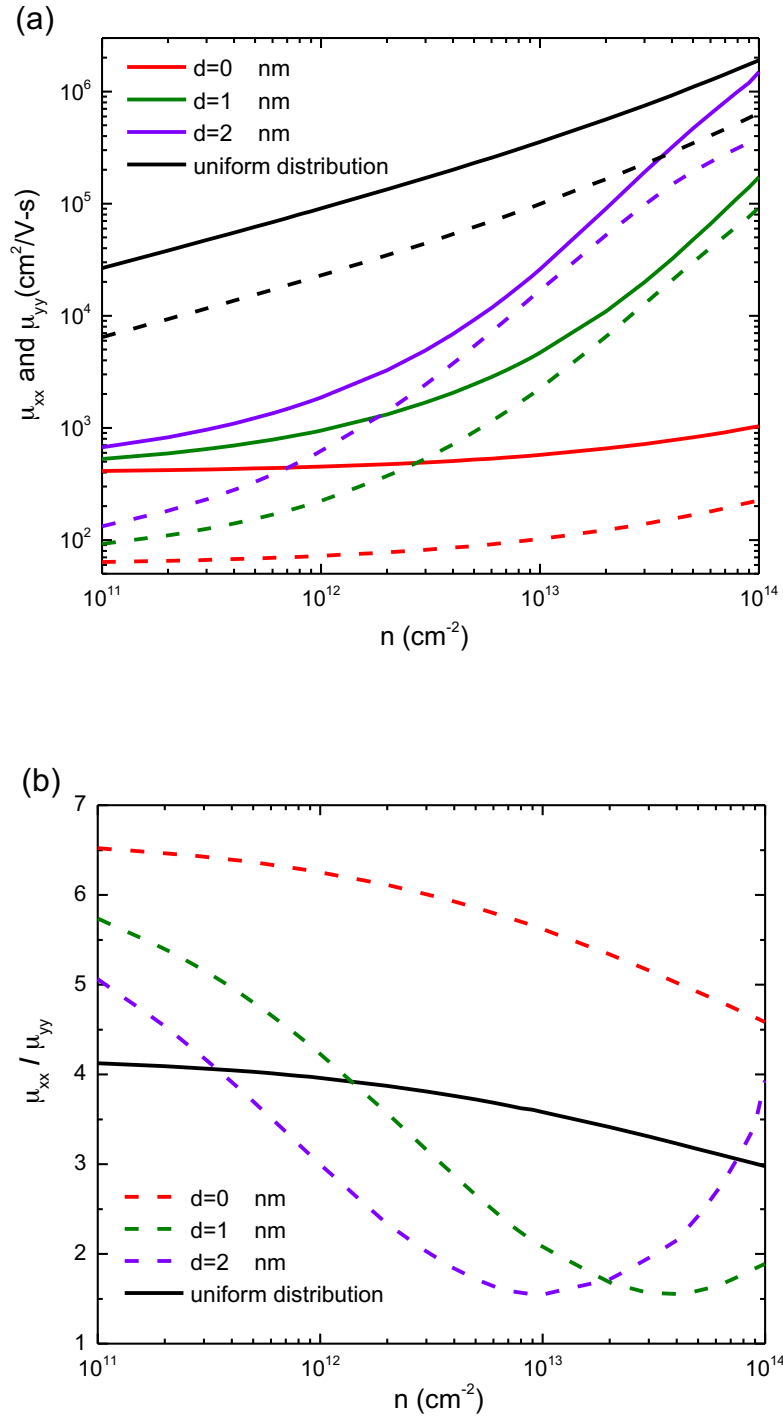 (a)
d=0 nm
d=1 nm
d=2 nm
uniform distribution
μxx and μyy(cm²/V-s)
10⁶
10⁵
10⁴
10³
10²
10¹¹ 10¹² 10¹³ 10¹⁴
n (cm⁻²)
(b)
μxx / μyy
7
6
5
4
3
2
1
d=0 nm
d=1 nm
d=2 nm
uniform distribution
10¹¹ 10¹² 10¹³ 10¹⁴
n (cm⁻²)